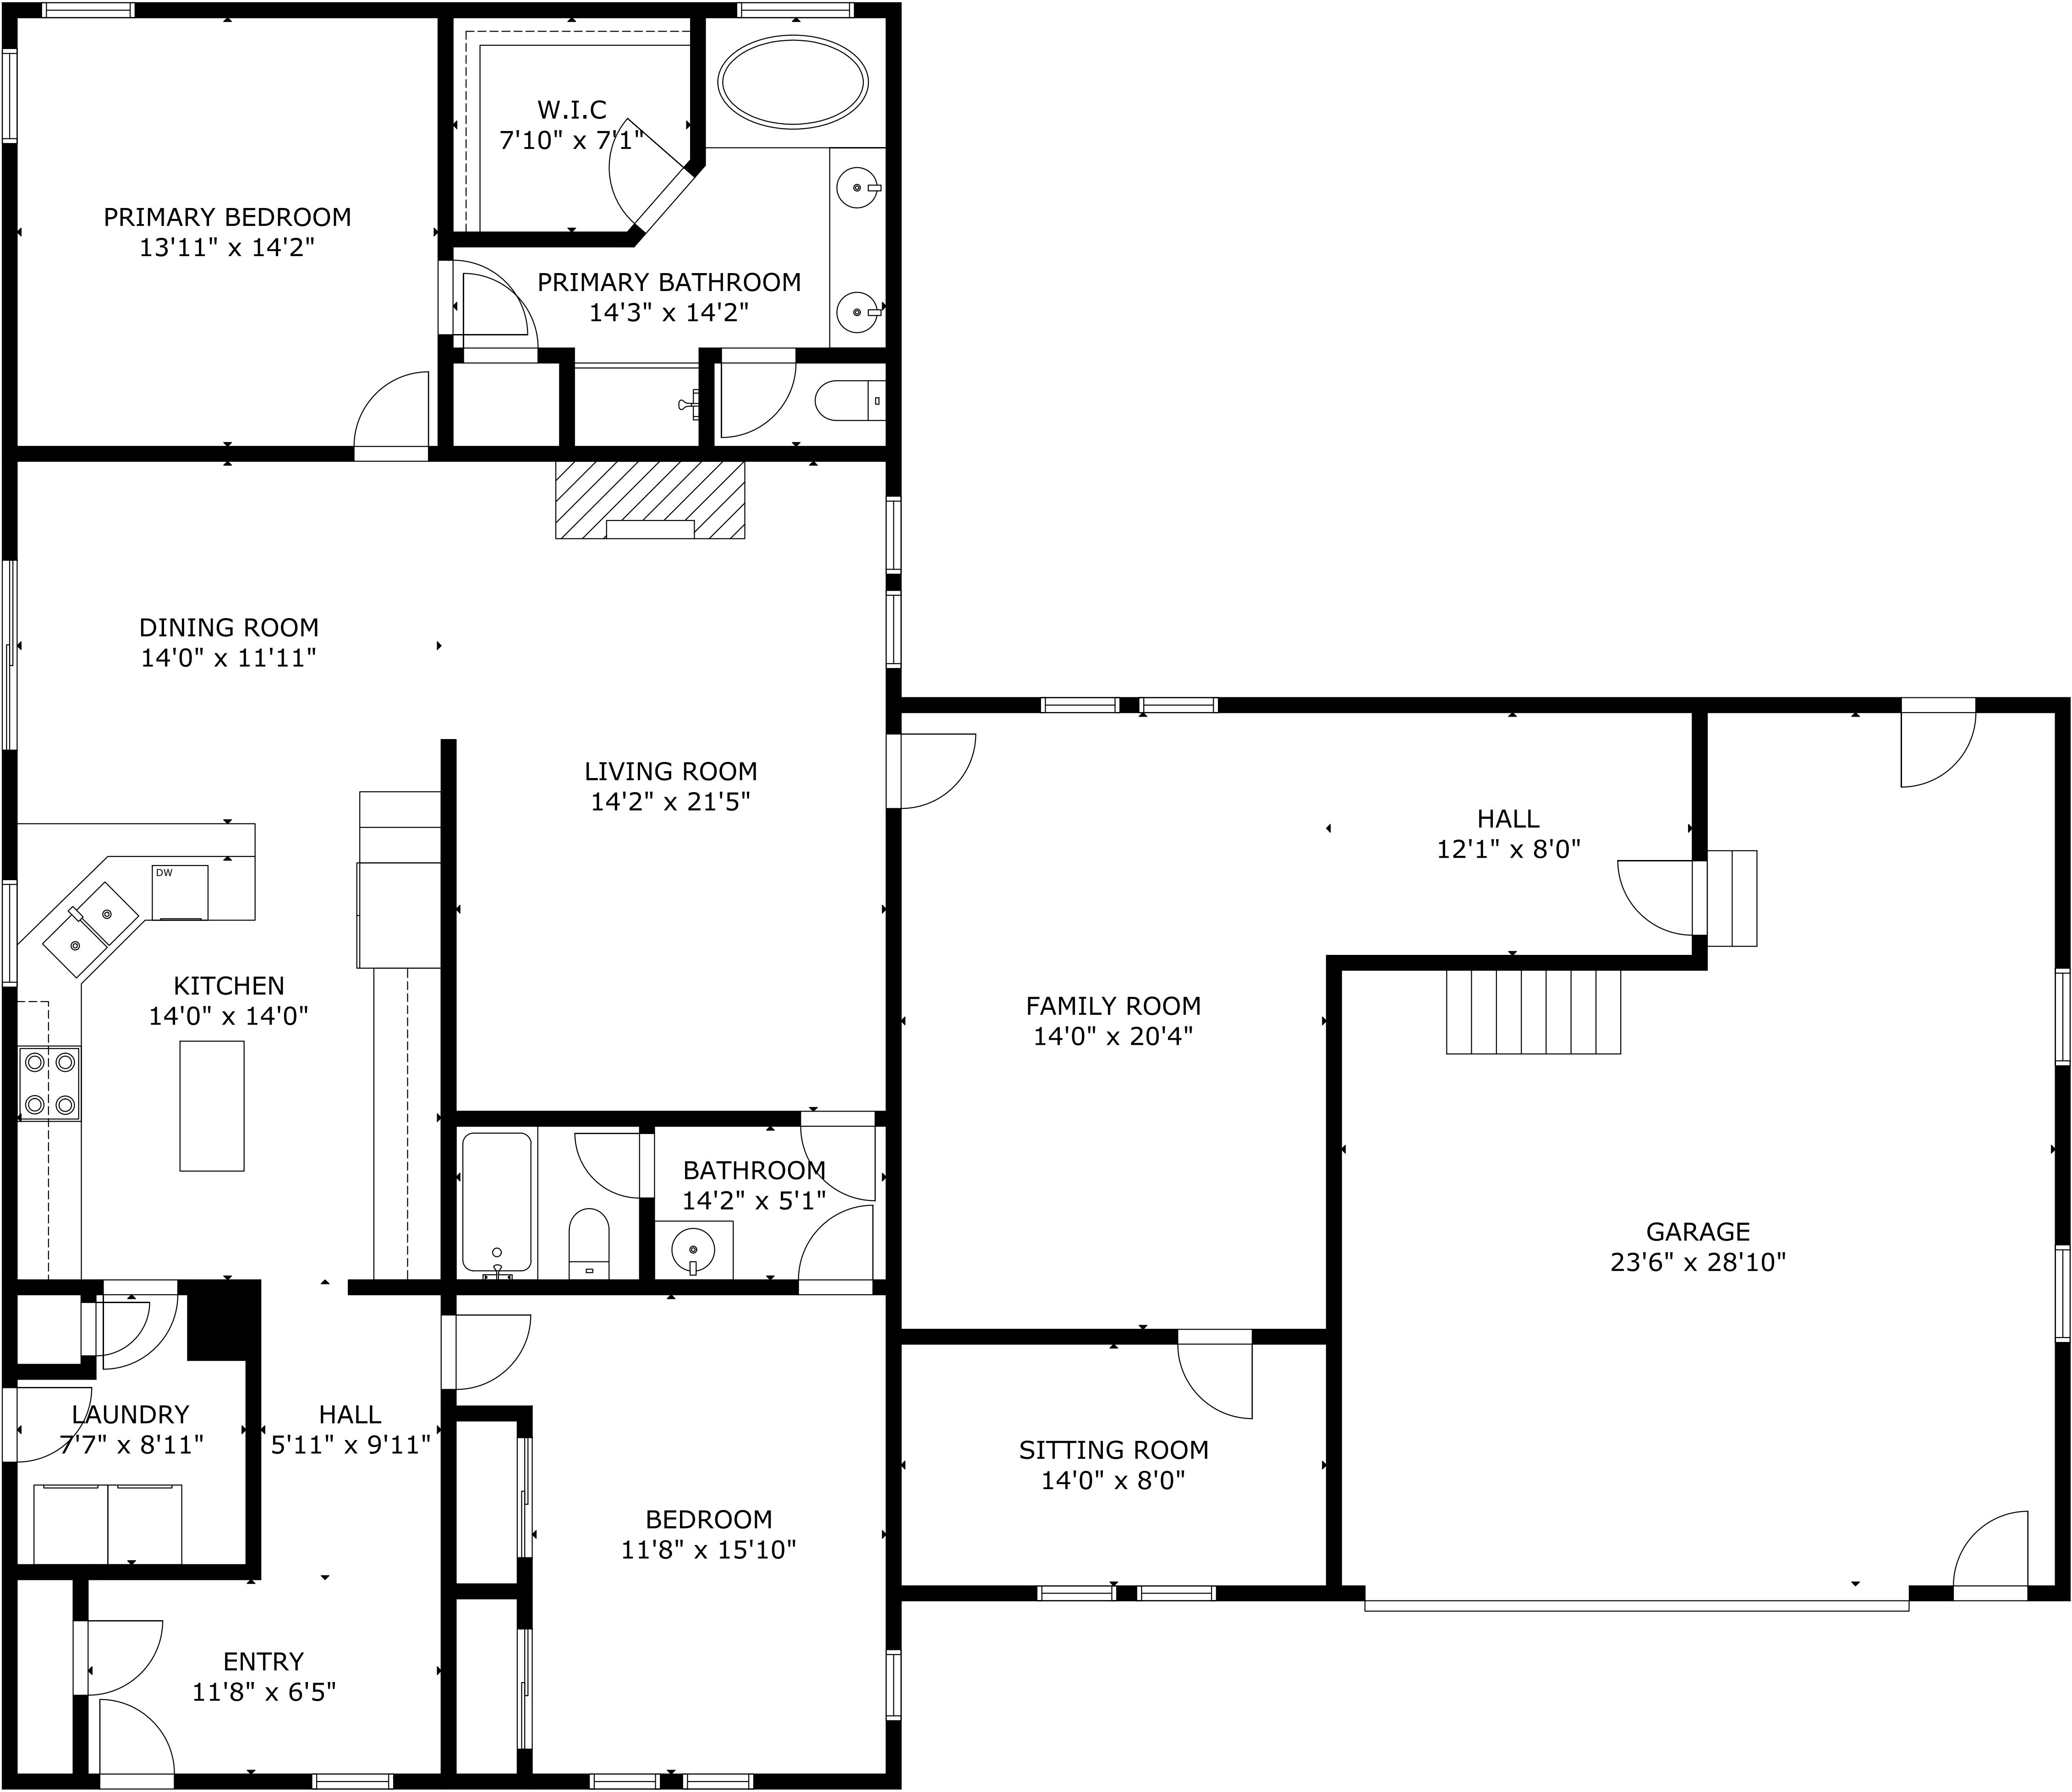 W.I.C
7'10" x 7'1"
PRIMARY BEDROOM
13'11" x 14'2"
PRIMARY BATHROOM
14'3" x 14'2"
DINING ROOM
14'0" x 11'11"
LIVING ROOM
14'2" x 21'5"
HALL
12'1" x 8'0"
DW
KITCHEN
14'0" x 14'0"
FAMILY ROOM
14'0" x 20'4"
BATHROOM
14'2" x 5'1"
GARAGE
23'6" x 28'10"
LAUNDRY
7'7" x 8'11"
HALL
5'11" x 9'11"
SITTING ROOM
14'0" x 8'0"
BEDROOM
11'8" x 15'10"
ENTRY
11'8" x 6'5"